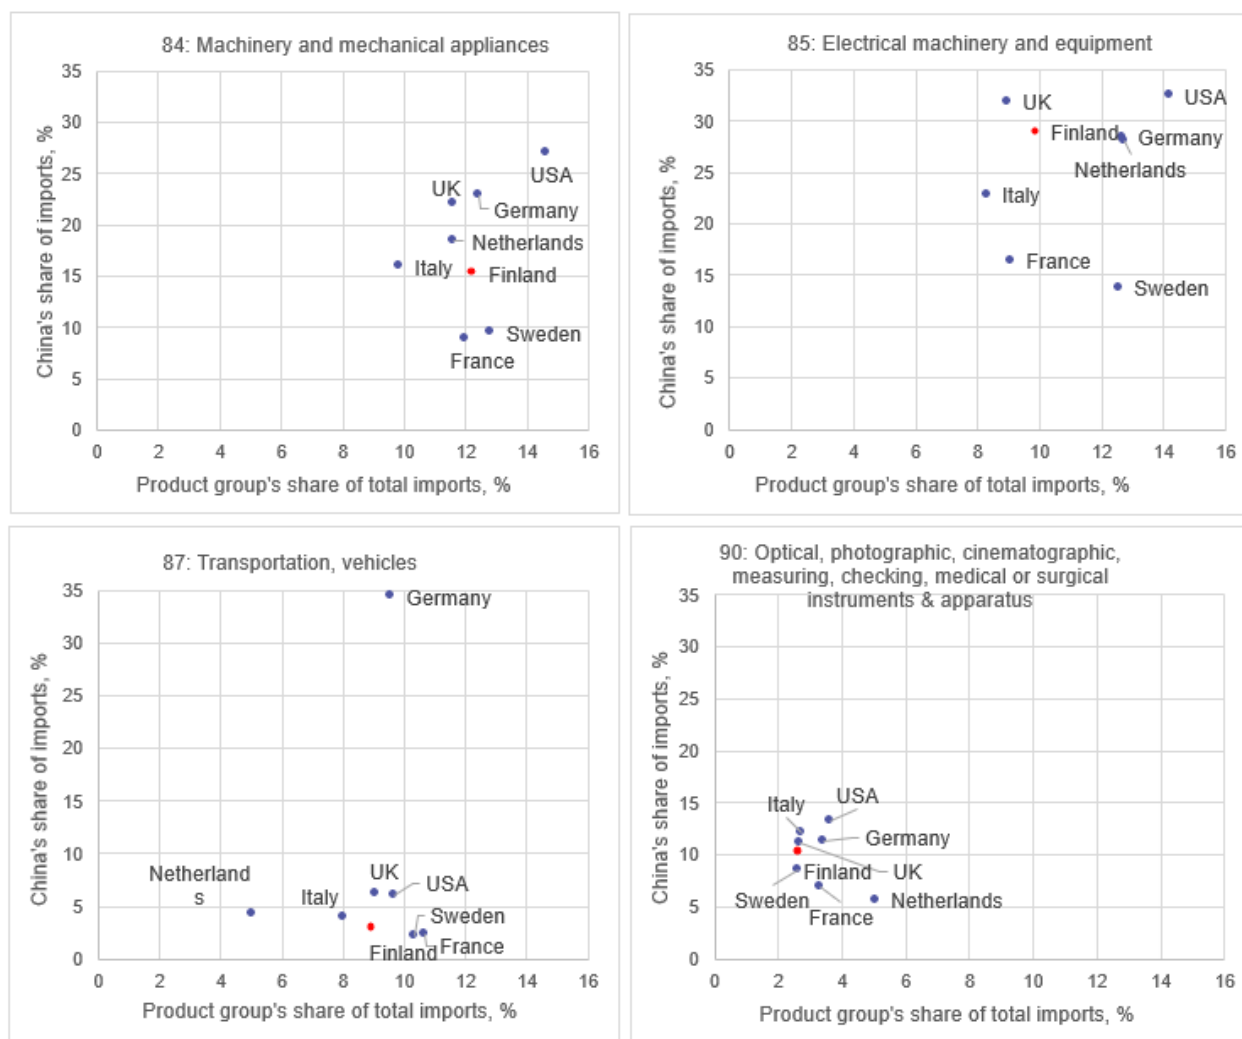 84: Machinery and mechanical appliances
China's share of imports, %
35
30
25
20
15
10
5
0
USA
UK
Germany
Netherlands
Italy
Finland
Sweden
France
0 2 4 6 8 10 12 14 16
Product group's share of total imports, %
85: Electrical machinery and equipment
China's share of imports, %
35
30
25
20
15
10
5
0
USA
UK
Finland
Germany
Netherlands
Italy
France
Sweden
0 2 4 6 8 10 12 14 16
Product group's share of total imports, %
87: Transportation, vehicles
China's share of imports, %
35
30
25
20
15
10
5
0
Germany
Netherland
s
UK
USA
Italy
Sweden
France
Finland
0 2 4 6 8 10 12 14 16
Product group's share of total imports, %
90: Optical, photographic, cinematographic,
measuring, checking, medical or surgical
instruments & apparatus
China's share of imports, %
35
30
25
20
15
10
5
0
USA
Italy
Germany
Finland
UK
Sweden
Netherlands
France
0 2 4 6 8 10 12 14 16
Product group's share of total imports, %